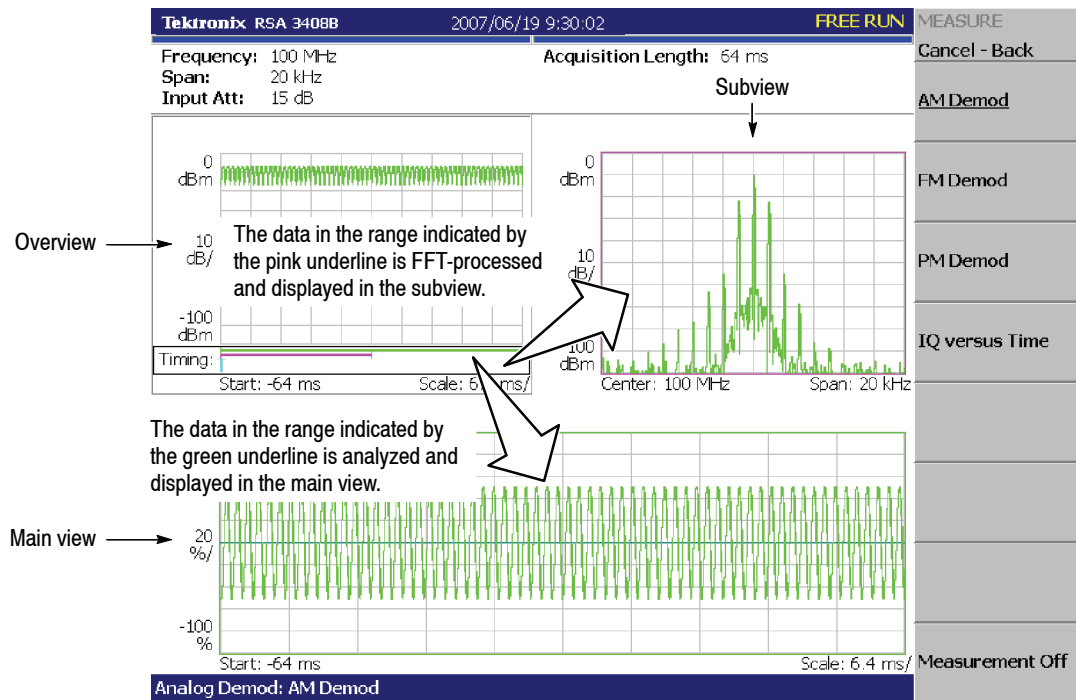 Tektronix RSA 3408B 2007/06/19 9:30:02 FREE RUN
MEASURE
Cancel - Back
Frequency: 100 MHz
Span: 20 kHz
Input Att: 15 dB
Acquisition Length: 64 ms
Subview
AM Demod
FM Demod
PM Demod
IQ versus Time
Measurement Off
Overview
0
dBm
10
dB/
-100
dBm
The data in the range indicated by
the pink underline is FFT-processed
and displayed in the subview.
Timing:
Start: -64 ms
0
dBm
10
dB/
100
dBm
Center: 100 MHz Span: 20 kHz
The data in the range indicated by
the green underline is analyzed and
displayed in the main view.
Main view
20
%/
-100
%
Start: -64 ms Scale: 6.4 ms/
Analog Demod: AM Demod